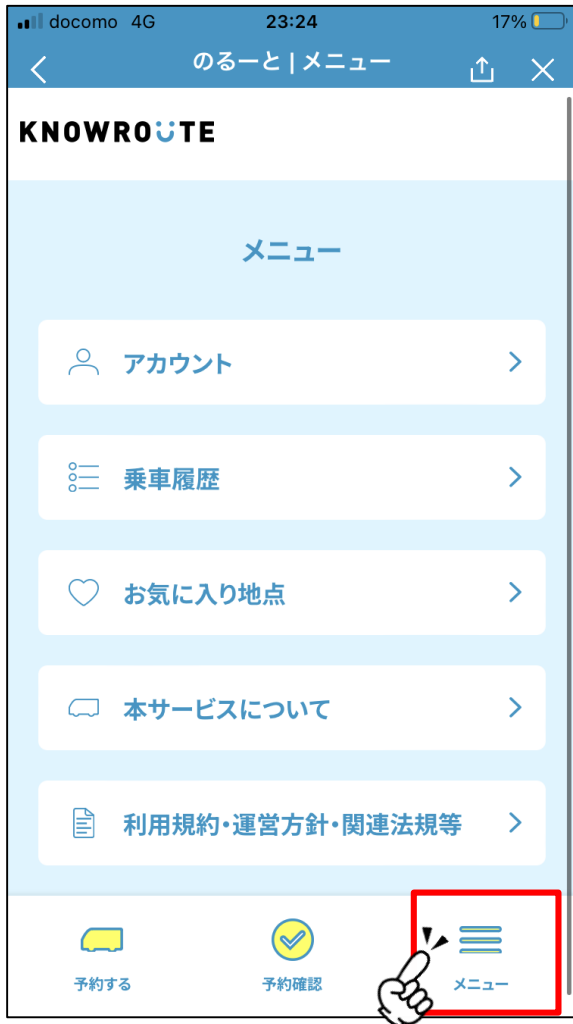 docomo 4G 23:24 17%
のるーと | メニュー
KNOWROUTE
メニュー
アカウント
乗車履歴
お気に入り地点
本サービスについて
利用規約・運営方針・関連法規等
予約する 予約確認 メニュー